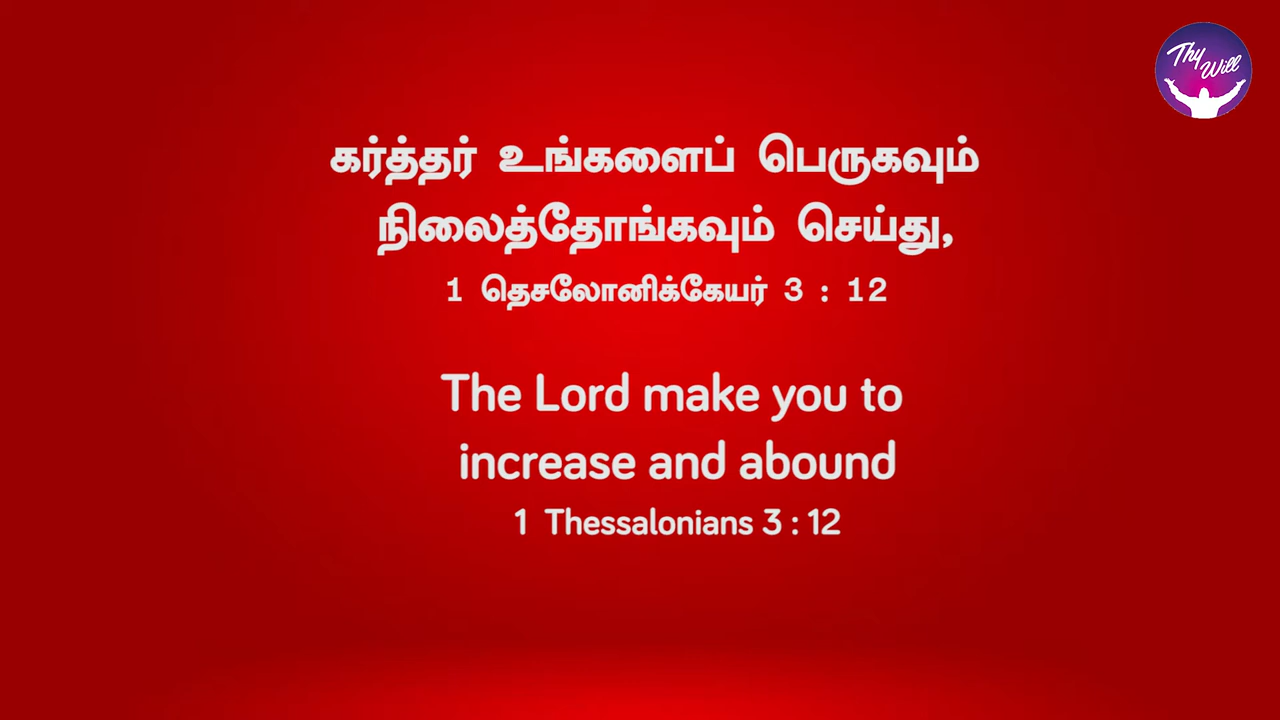 Thy
Will
கர்த்தர் உங்களைப் பெருகவும்
நிலைத்தோங்கவும் செய்து,
1 தெசலோனிக்கேயர் 3 : 12
The Lord make you to
increase and abound
1 Thessalonians 3 : 12